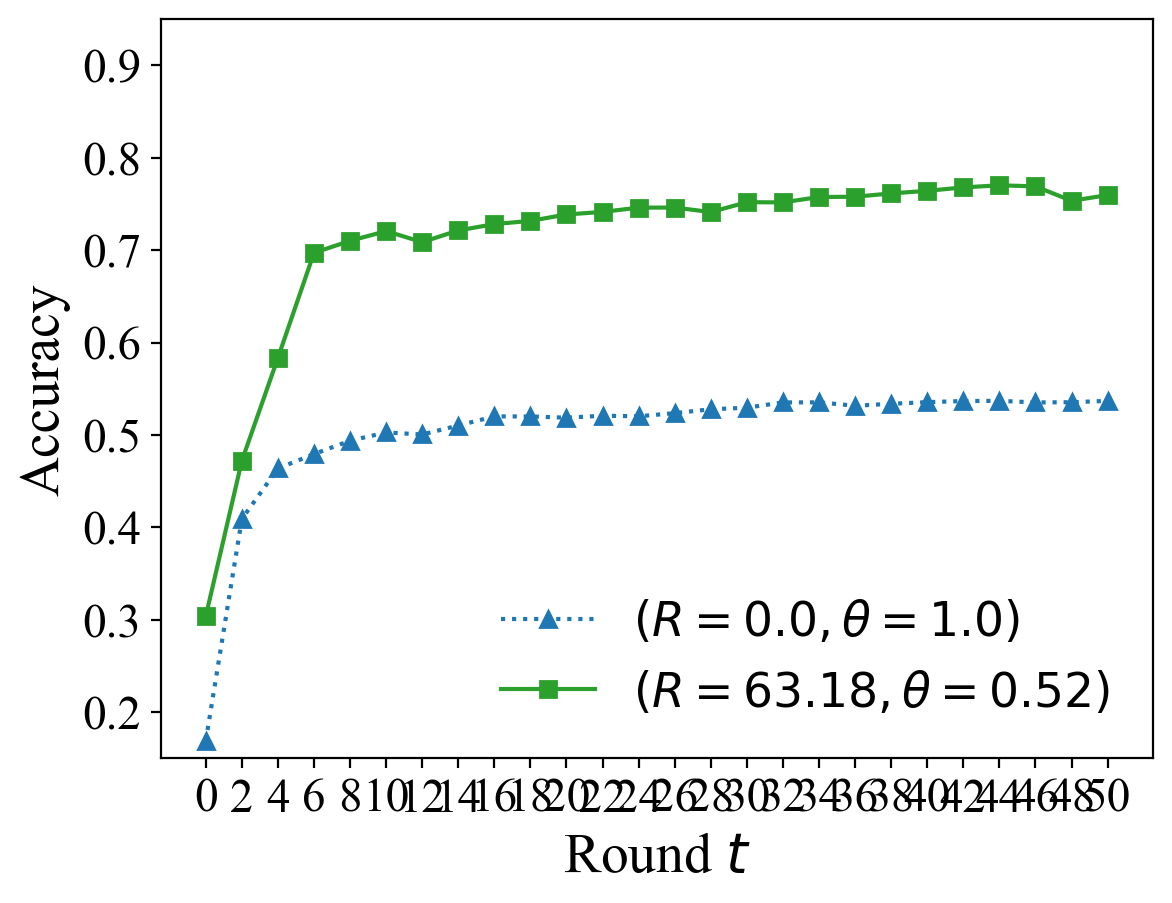 0.9
0.8
0.7
0.6
0.5
0.4
0.3
0.2
Accuracy
(R = 0.0, θ = 1.0)
(R = 63.18, θ = 0.52)
0 2 4 6 8 10 12 14 16 18 20 22 24 26 28 30 32 34 36 38 40 42 44 46 48 50
Round t